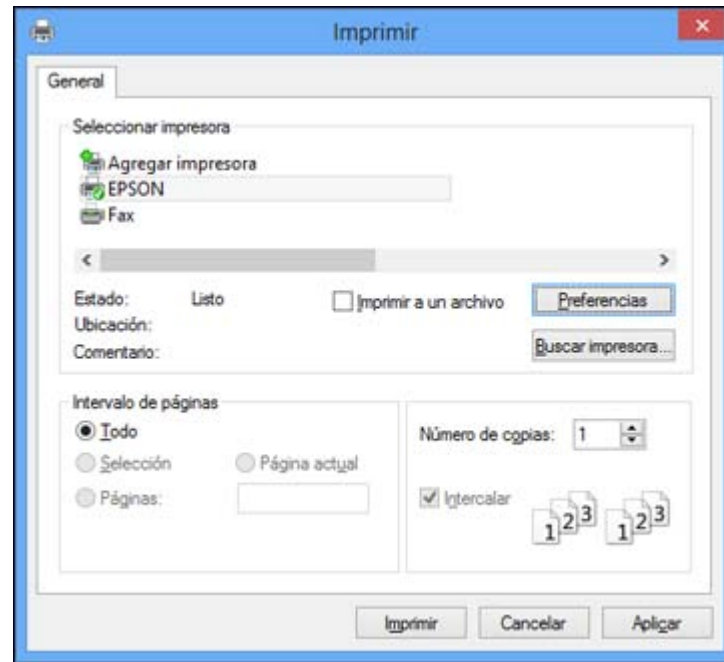 Imprimir
General
Seleccionar impresora
Agregar impresora
EPSON
Fax
Estado: Listo
Ubicación:
Comentario:
Imprimir a un archivo
Preferencias
Buscar impresora...
Intervalo de páginas
Todo
Selección
Página actual
Páginas:
Número de copias: 1
Intercalar
1 2 3 1 2 3
Imprimir Cancelar Aplicar